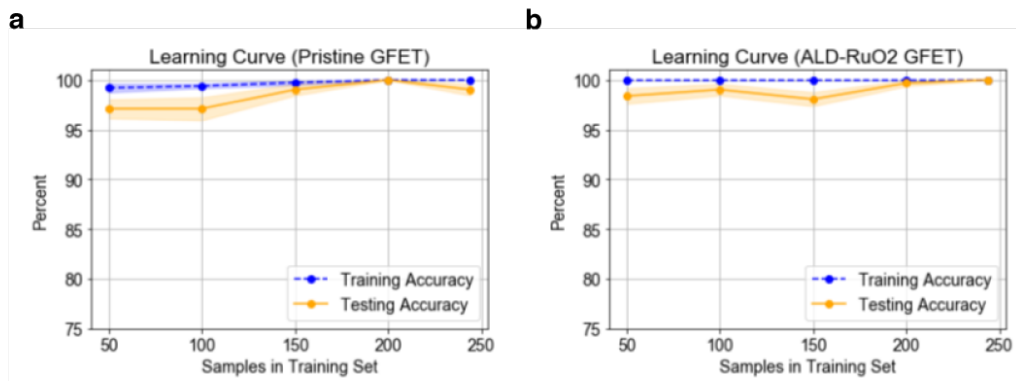 a
Learning Curve (Pristine GFET)
100
95
90
85
80
75
Percent
50
100
150
200
250
Samples in Training Set
Training Accuracy
Testing Accuracy
b
Learning Curve (ALD-RuO2 GFET)
100
95
90
85
80
75
Percent
50
100
150
200
250
Samples in Training Set
Training Accuracy
Testing Accuracy